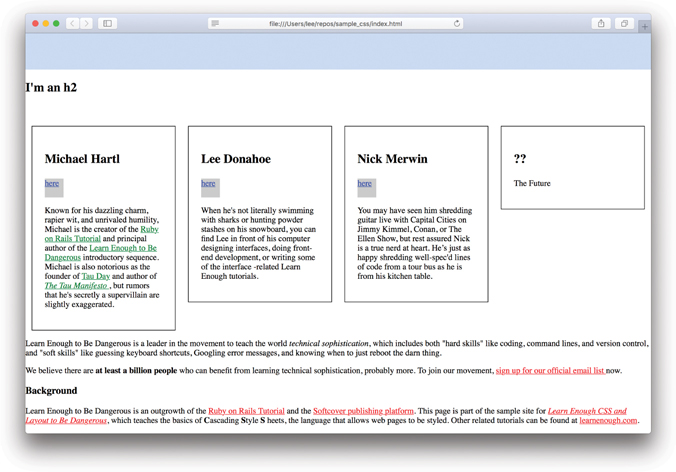 file:///Users/lee/repos/sample_css/index.html
I'm an h2
Michael Hartl
here
Known for his dazzling charm,
rapier wit, and unrivaled humility,
Michael is the creator of the Ruby
on Rails Tutorial and principal
author of the Learn Enough to Be
Dangerous introductory sequence.
Michael is also notorious as the
founder of Tau Day and author of
The Tau Manifesto , but rumors
that he's secretly a supervillain are
slightly exaggerated.
Lee Donahoe
here
When he's not literally swimming
with sharks or hunting powder
stashes on his snowboard, you can
find Lee in front of his computer
designing interfaces, doing front-
end development, or writing some
of the interface -related Learn
Enough tutorials.
Nick Merwin
here
You may have seen him shredding
guitar live with Capital Cities on
Jimmy Kimmel, Conan, or The
Ellen Show, but rest assured Nick
is a true nerd at heart. He's just as
happy shredding well-spec'd lines
of code from a tour bus as he is
from his kitchen table.
??
The Future
Learn Enough to Be Dangerous is a leader in the movement to teach the world technical sophistication, which includes both "hard skills" like coding, command lines, and version control,
and "soft skills" like guessing keyboard shortcuts, Googling error messages, and knowing when to just reboot the darn thing.
We believe there are at least a billion people who can benefit from learning technical sophistication, probably more. To join our movement, sign up for our official email list now.
Background
Learn Enough to Be Dangerous is an outgrowth of the Ruby on Rails Tutorial and the Softcover publishing platform. This page is part of the sample site for Learn Enough CSS and
Layout to Be Dangerous, which teaches the basics of Cascading Style S heets, the language that allows web pages to be styled. Other related tutorials can be found at learnenough.com.